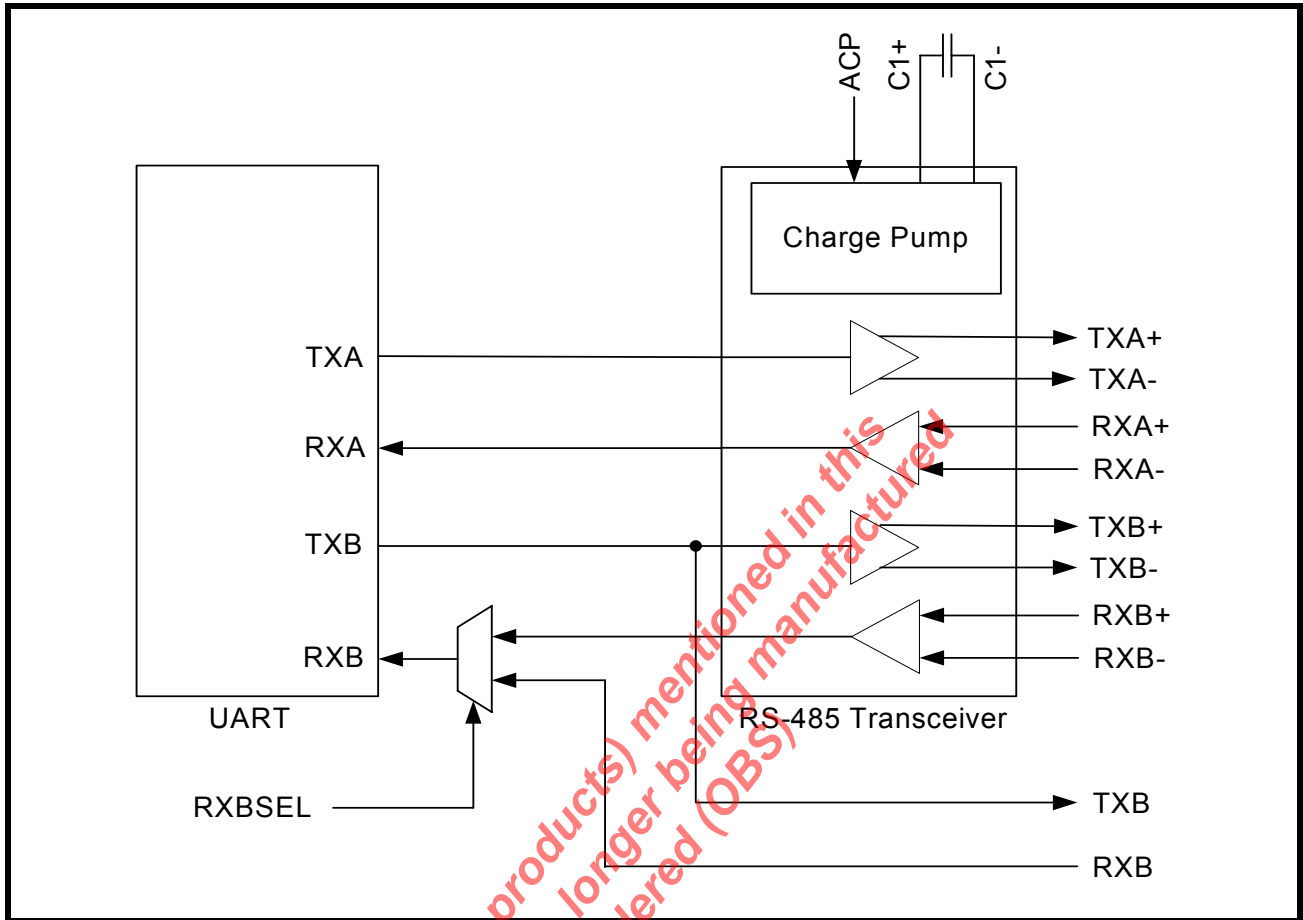 ACP
C1+
C1-
Charge Pump
TXA
TXA+
TXA-
RXA
RXA+
RXA-
TXB
TXB+
TXB-
RXB
RXB+
RXB-
UART
RS-485 Transceiver
RXBSEL
TXB
RXB
products) mentioned in this
longer being manufactured
(OBS)